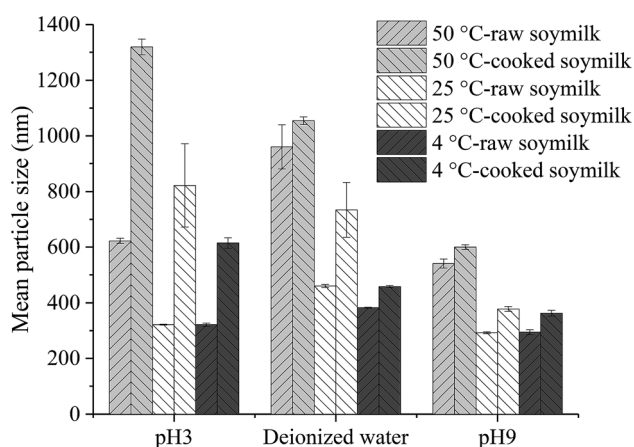 1400
1200
1000
800
600
400
200
0
Mean particle size (nm)
50 °C-raw soymilk
50 °C-cooked soymilk
25 °C-raw soymilk
25 °C-cooked soymilk
4 °C-raw soymilk
4 °C-cooked soymilk
pH3 Deionized water pH9